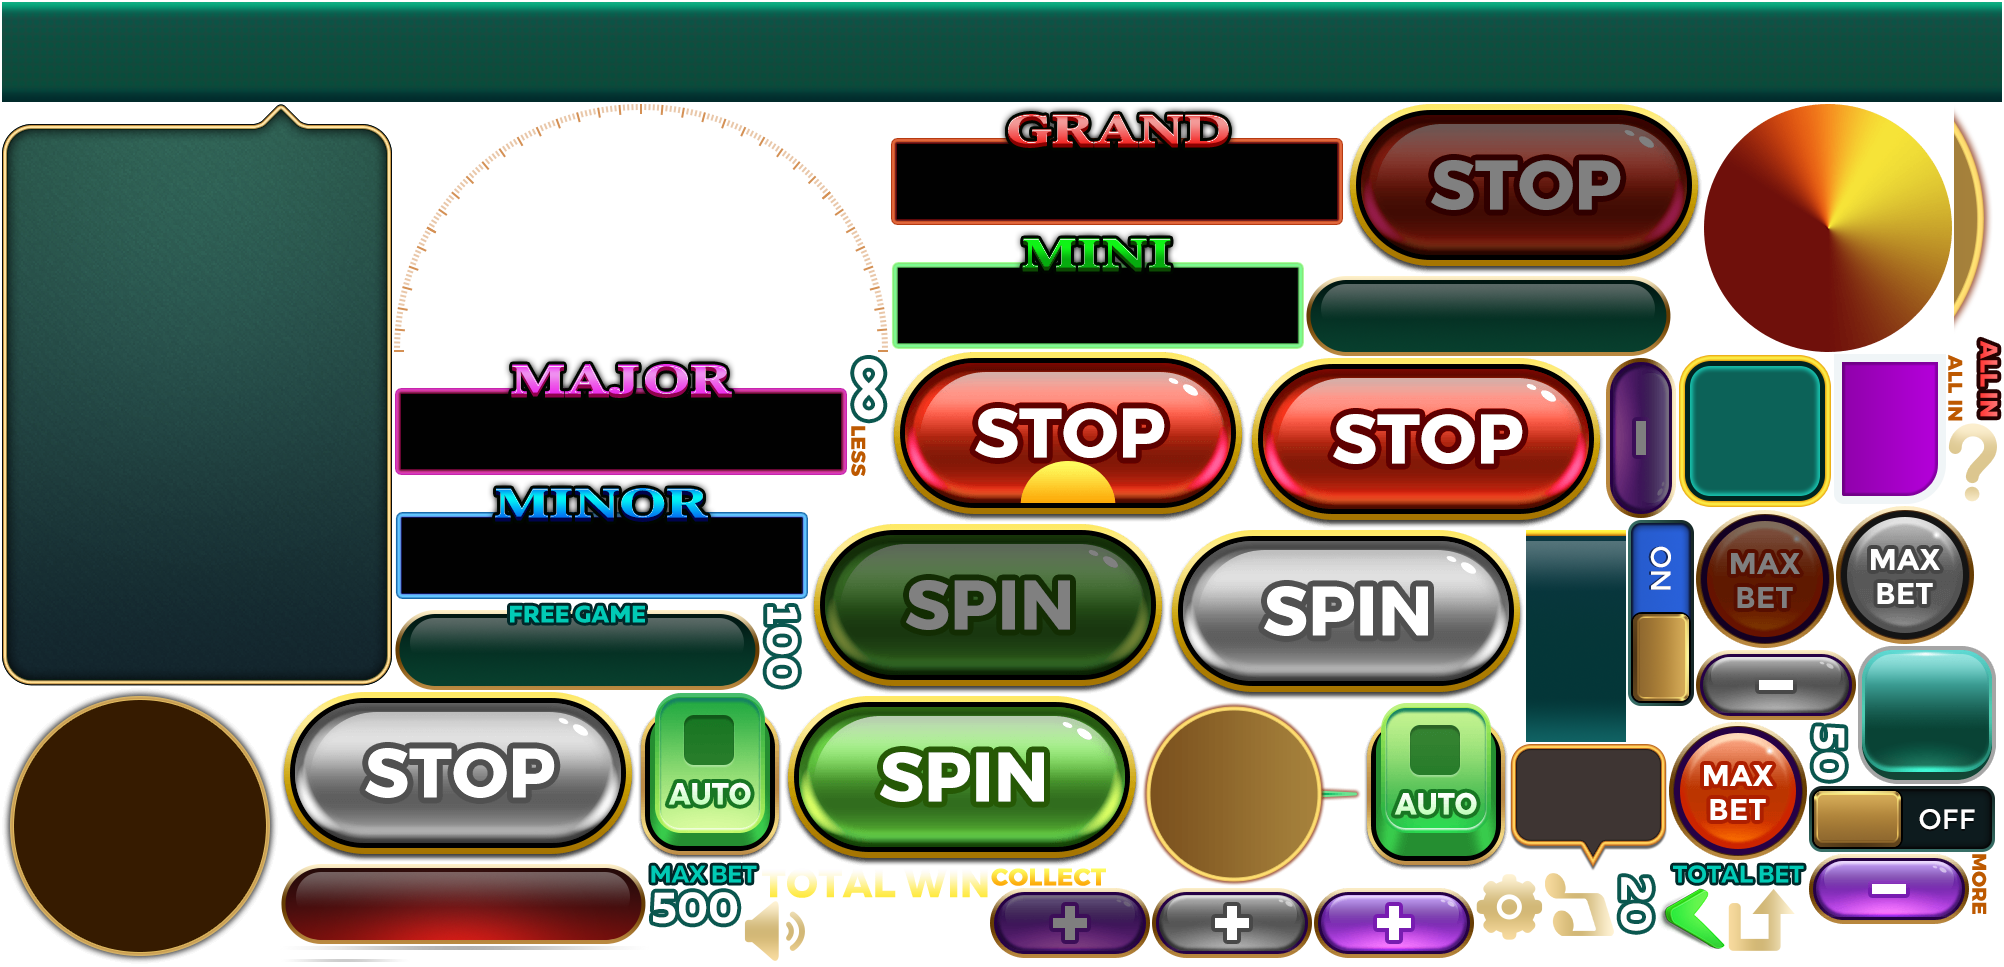 GRAND
STOP
MINI
MAJOR
8
LESS
STOP
STOP
-
ALL IN
ALL IN
?
MINOR
FREE GAME
100
SPIN
SPIN
ON
MAX
BET
MAX
BET
-
STOP
AUTO
SPIN
AUTO
MAX
BET
50
OFF
MAX BET
500
TOTAL WIN
COLLECT
+
+
+
20
TOTAL BET
-
MORE